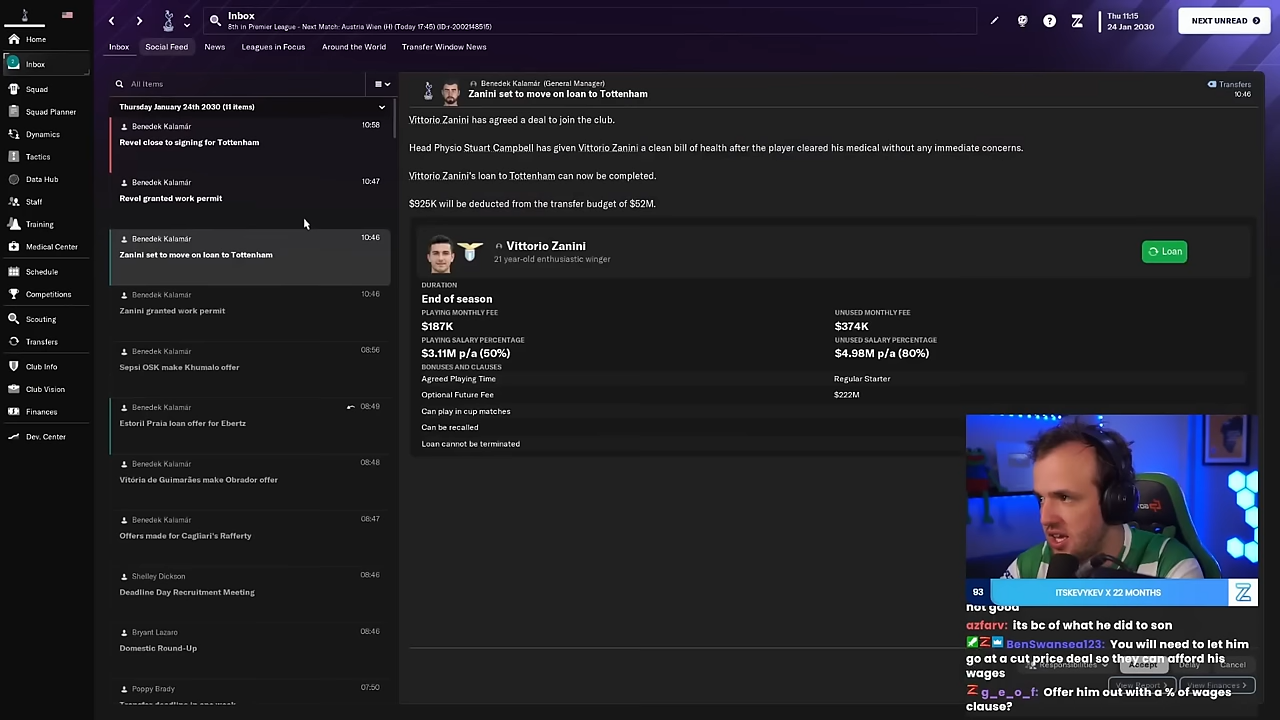 Inbox
8th in Premier League - Next Match: Austria Wien (H) (Today 17:45) (ID:r-2002148515)
Thu 11:15
24 Jan 2030
NEXT UNREAD
Home
Inbox
Squad
Squad Planner
Dynamics
Tactics
Data Hub
Staff
Training
Medical Center
Schedule
Competitions
Scouting
Transfers
Club Info
Club Vision
Finances
Dev. Center
Inbox
Social Feed
News
Leagues in Focus
Around the World
Transfer Window News
All Items
Thursday January 24th 2030 (11 items)
Benedek Kalamár 10:58
Revel close to signing for Tottenham
Benedek Kalamár 10:47
Revel granted work permit
Benedek Kalamár 10:46
Zanini set to move on loan to Tottenham
Benedek Kalamár 10:46
Zanini granted work permit
Benedek Kalamár 08:56
Sepsi OSK make Khumalo offer
Benedek Kalamár 08:49
Estoril Praia loan offer for Ebertz
Benedek Kalamár 08:48
Vitória de Guimarães make Obrador offer
Benedek Kalamár 08:47
Offers made for Cagliari's Rafferty
Shelley Dickson 08:46
Deadline Day Recruitment Meeting
Bryant Lazaro 08:46
Domestic Round-Up
Poppy Brady 07:50
Transfer deadline in one week
Benedek Kalamár (General Manager)
Zanini set to move on loan to Tottenham
Transfers
10:46
Vittorio Zanini has agreed a deal to join the club.
Head Physio Stuart Campbell has given Vittorio Zanini a clean bill of health after the player cleared his medical without any immediate concerns.
Vittorio Zanini's loan to Tottenham can now be completed.
$925K will be deducted from the transfer budget of $52M.
Vittorio Zanini
21 year-old enthusiastic winger
Loan
DURATION
End of season
PLAYING MONTHLY FEE
$187K
UNUSED MONTHLY FEE
$374K
PLAYING SALARY PERCENTAGE
$3.11M p/a (50%)
UNUSED SALARY PERCENTAGE
$4.98M p/a (80%)
BONUSES AND CLAUSES
Agreed Playing Time Regular Starter
Optional Future Fee $222M
Can play in cup matches
Can be recalled
Loan cannot be terminated
93 ITSKEVYKEV X 22 MONTHS Z
not good
azfarv: its bc of what he did to son
BenSwansea123: You will need to let him
go at a cut price deal so they can afford his
wages
g_e_o_f: Offer him out with a % of wages
clause?
Responsibilities Accept Delay Cancel
View Report View Finances